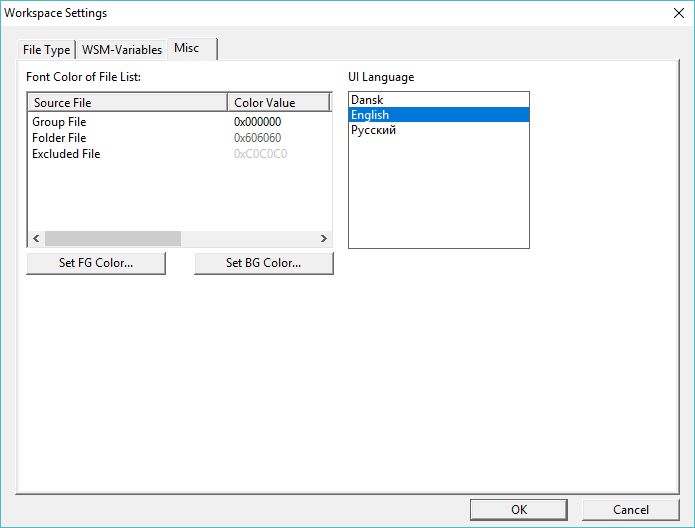 Workspace Settings
File Type WSM-Variables Misc
Font Color of File List: UI Language
Source File Color Value
Group File 0x000000
Folder File 0x606060
Excluded File 0xC0C0C0
Dansk
English
Русский
Set FG Color... Set BG Color...
OK Cancel